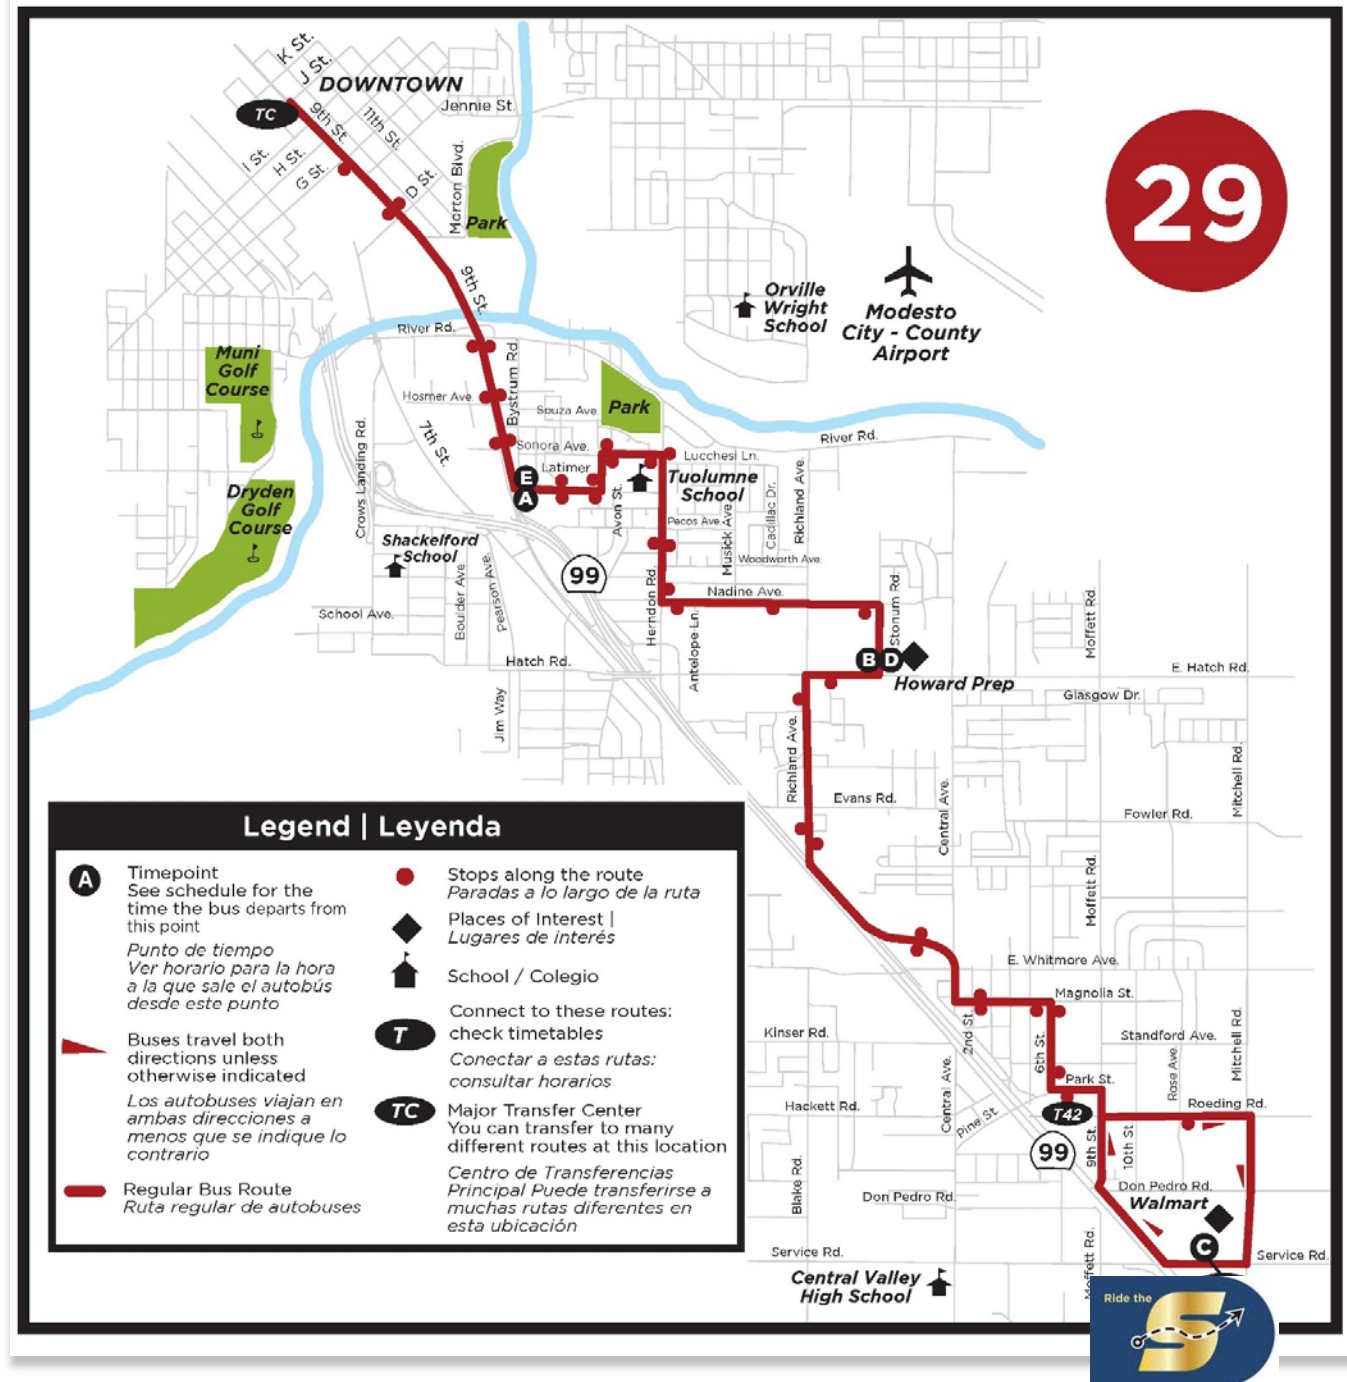 K St.
J St.
DOWNTOWN
TC
9th St.
11th St.
Jennie St.
I St.
H St.
G St.
D St.
Morton Blvd.
Park
29
9th St.
Orville
Wright
School
Modesto
City - County
Airport
River Rd.
Muni
Golf
Course
Bystrum Rd.
Hosmer Ave.
Souza Ave.
Park
7th St.
Crows Landing Rd.
Sonora Ave.
Latimer
River Rd.
Lucchesi Ln.
E
A
Tuolumne
School
Dryden
Golf
Course
Avon St.
Pecos Ave.
Musick Ave.
Cadillac Dr.
Richland Ave.
Woodworth Ave.
Shackelford
School
99
Nadine Ave.
School Ave.
Boulder Ave.
Pearson Ave.
Herndon Rd.
Antelope Ln.
Stonum Rd.
Moffett Rd.
Hatch Rd.
B
D
Howard Prep
E. Hatch Rd.
Glasgow Dr.
Jim Way
Richland Ave.
Evans Rd.
Central Ave.
Fowler Rd.
Mitchell Rd.
Moffett Rd.
Legend | Leyenda
A
Timepoint
See schedule for the
time the bus departs from
this point
Punto de tiempo
Ver horario para la hora
a la que sale el autobús
desde este punto
Buses travel both
directions unless
otherwise indicated
Los autobuses viajan en
ambas direcciones a
menos que se indique lo
contrario
Regular Bus Route
Ruta regular de autobuses
Stops along the route
Paradas a lo largo de la ruta
Places of Interest |
Lugares de interés
School / Colegio
T
Connect to these routes:
check timetables
Conectar a estas rutas:
consultar horarios
TC
Major Transfer Center
You can transfer to many
different routes at this location
Centro de Transferencias
Principal Puede transferirse a
muchas rutas diferentes en
esta ubicación
E. Whitmore Ave.
Magnolia St.
Kinser Rd.
2nd St.
6th St.
Standford Ave.
Mitchell Rd.
Rose Ave.
Park St.
Hackett Rd.
Central Ave.
Pine St
T42
Roeding Rd.
99
9th St.
10th St.
Blake Rd.
Don Pedro Rd.
Don Pedro Rd.
Walmart
C
Service Rd.
Moffett Rd.
Service Rd.
Central Valley
High School
Ride the
S